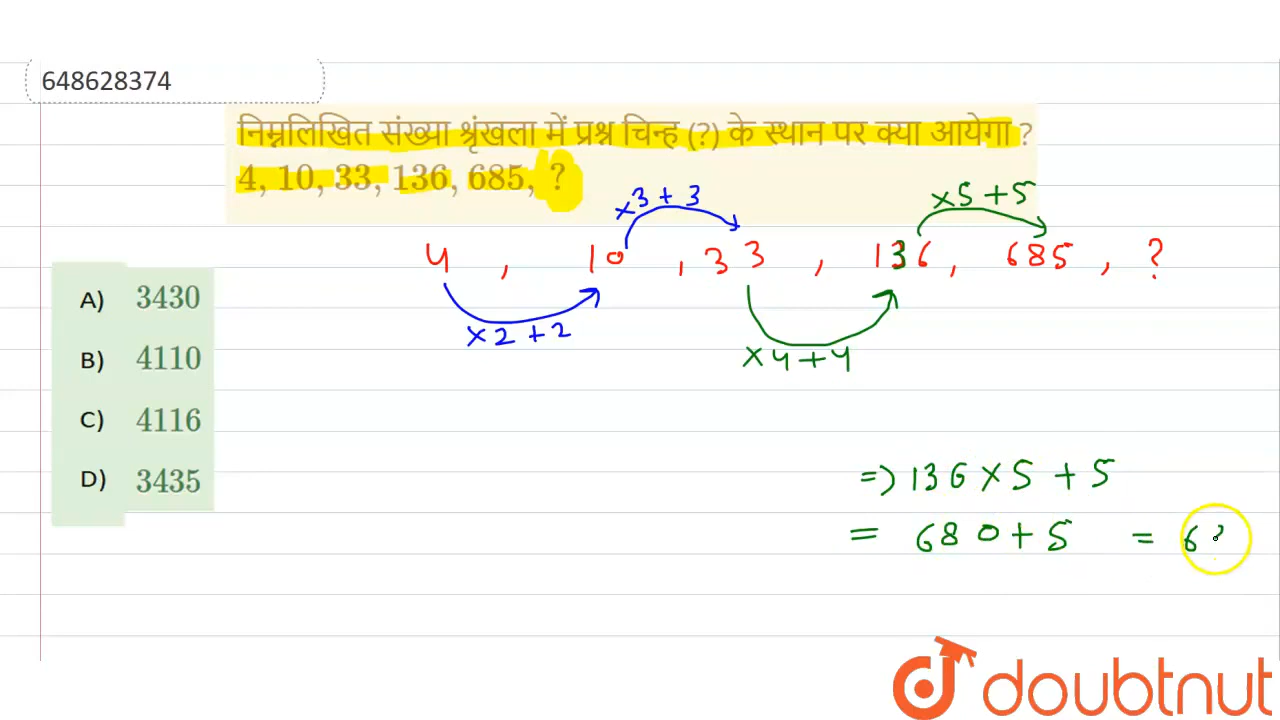 648628374
निम्नलिखित संख्या श्रृंखला में प्रश्न चिन्ह (?) के स्थान पर क्या आयेगा ?
4, 10, 33, 136, 685, ?
×3+3
×5+5
4, 10, 33, 136, 685, ?
×2+2
×4+4
A) 3430
B) 4110
C) 4116
D) 3435
=) 136×5+5
= 680+5 = 6
doubtnut